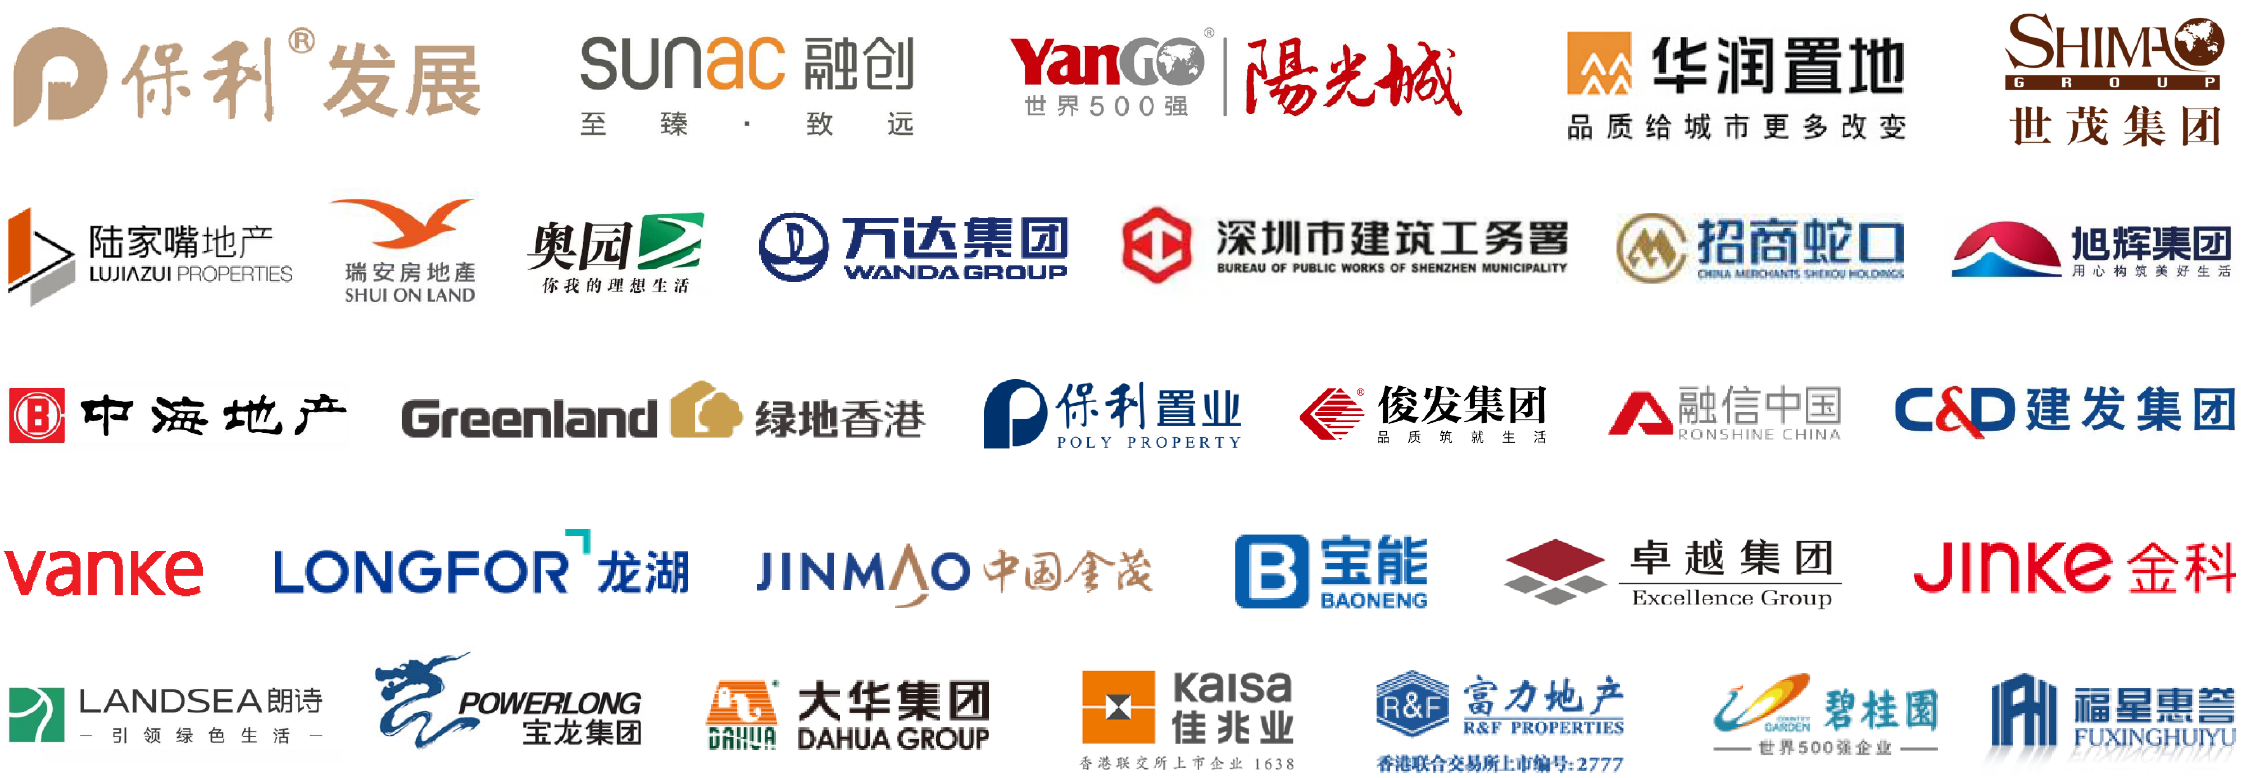 保利®发展
sunac 融创
至臻·致远
YanGO®
世界500强
陽光城
华润置地
品质给城市更多改变
SHIMAO
GROUP
世茂集团
陆家嘴地产
LUJIAZUI PROPERTIES
瑞安房地產
SHUI ON LAND
奥园
你我的理想生活
万达集团
WANDA GROUP
深圳市建筑工务署
BUREAU OF PUBLIC WORKS OF SHENZHEN MUNICIPALITY
招商蛇口
CHINA MERCHANTS SHEKOU HOLDINGS
旭辉集团
用心构筑美好生活
B 中海地产
Greenland 绿地香港
保利置业
POLY PROPERTY
® 俊发集团
品质筑就生活
融信中国
RONSHINE CHINA
C&D 建发集团
vanke
LONGFOR 龙湖
JINMAO 中国金茂
B 宝能
BAONENG
卓越集团
Excellence Group
JINKE 金科
LANDSEA 朗诗
引领绿色生活
POWERLONG
宝龙集团
DAHUA
大华集团
DAHUA GROUP
Kaisa
佳兆业
香港联交所上市企业 1638
R&F 富力地产
R&F PROPERTIES
香港联合交易所上市编号:2777
COUNTRY
GARDEN
碧桂園
世界500强企业
福星惠誉
FUXINGHUIYU